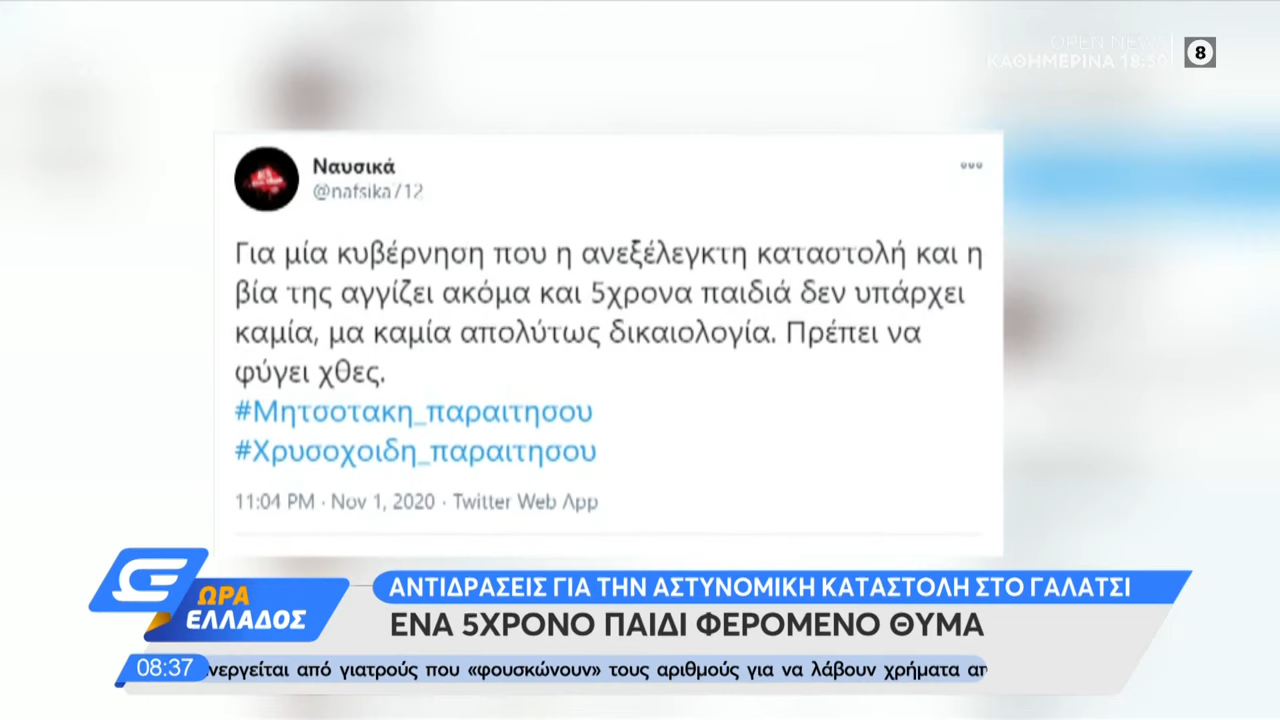 OPEN NEWS
ΚΑΘΗΜΕΡΙΝΑ 18:50
8
Ναυσικά
@nafsika712
Για μία κυβέρνηση που η ανεξέλεγκτη καταστολή και η
βία της αγγίζει ακόμα και 5χρονα παιδιά δεν υπάρχει
καμία, μα καμία απολύτως δικαιολογία. Πρέπει να
φύγει χθες.
#Μητσοτακη_παραιτησου
#Χρυσοχοιδη_παραιτησου
11:04 PM · Nov 1, 2020 · Twitter Web App
ΩΡΑ
ΕΛΛΑΔΟΣ
ΑΝΤΙΔΡΑΣΕΙΣ ΓΙΑ ΤΗΝ ΑΣΤΥΝΟΜΙΚΗ ΚΑΤΑΣΤΟΛΗ ΣΤΟ ΓΑΛΑΤΣΙ
ΕΝΑ 5ΧΡΟΝΟ ΠΑΙΔΙ ΦΕΡΟΜΕΝΟ ΘΥΜΑ
08:37 νεργείται από γιατρούς που «φουσκώνουν» τους αριθμούς για να λάβουν χρήματα απ